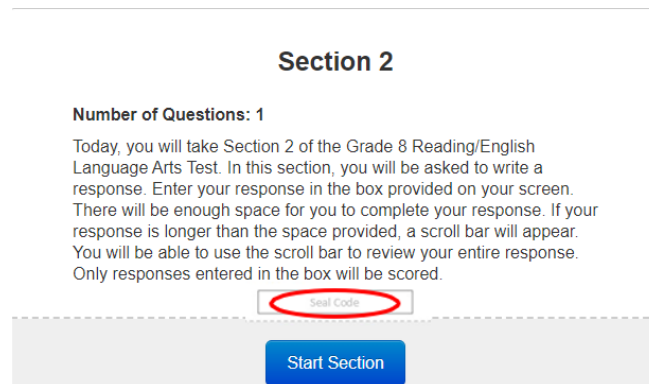 Section 2
Number of Questions: 1
Today, you will take Section 2 of the Grade 8 Reading/English
Language Arts Test. In this section, you will be asked to write a
response. Enter your response in the box provided on your screen.
There will be enough space for you to complete your response. If your
response is longer than the space provided, a scroll bar will appear.
You will be able to use the scroll bar to review your entire response.
Only responses entered in the box will be scored.
Seal Code
Start Section